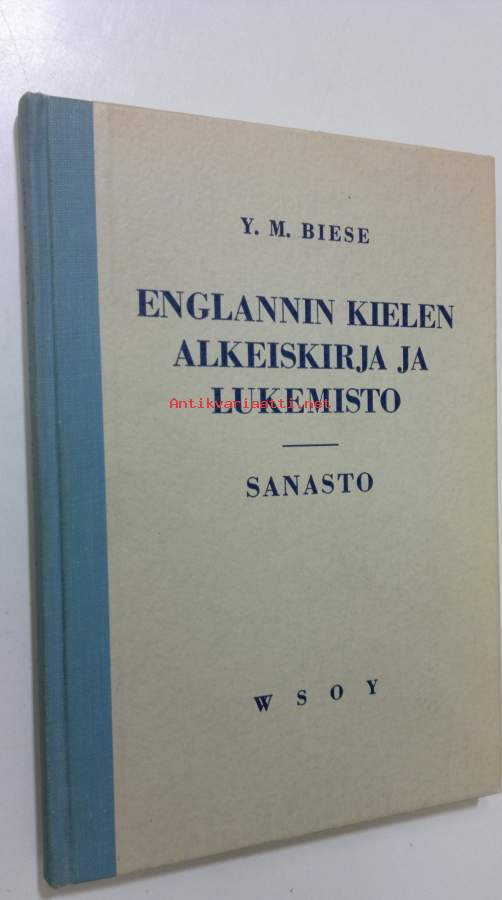 Y. M. BIESE
ENGLANNIN KIELEN
ALKEISKIRJA JA
LUKEMISTO
Antikvariaatti.net
SANASTO
WSOY